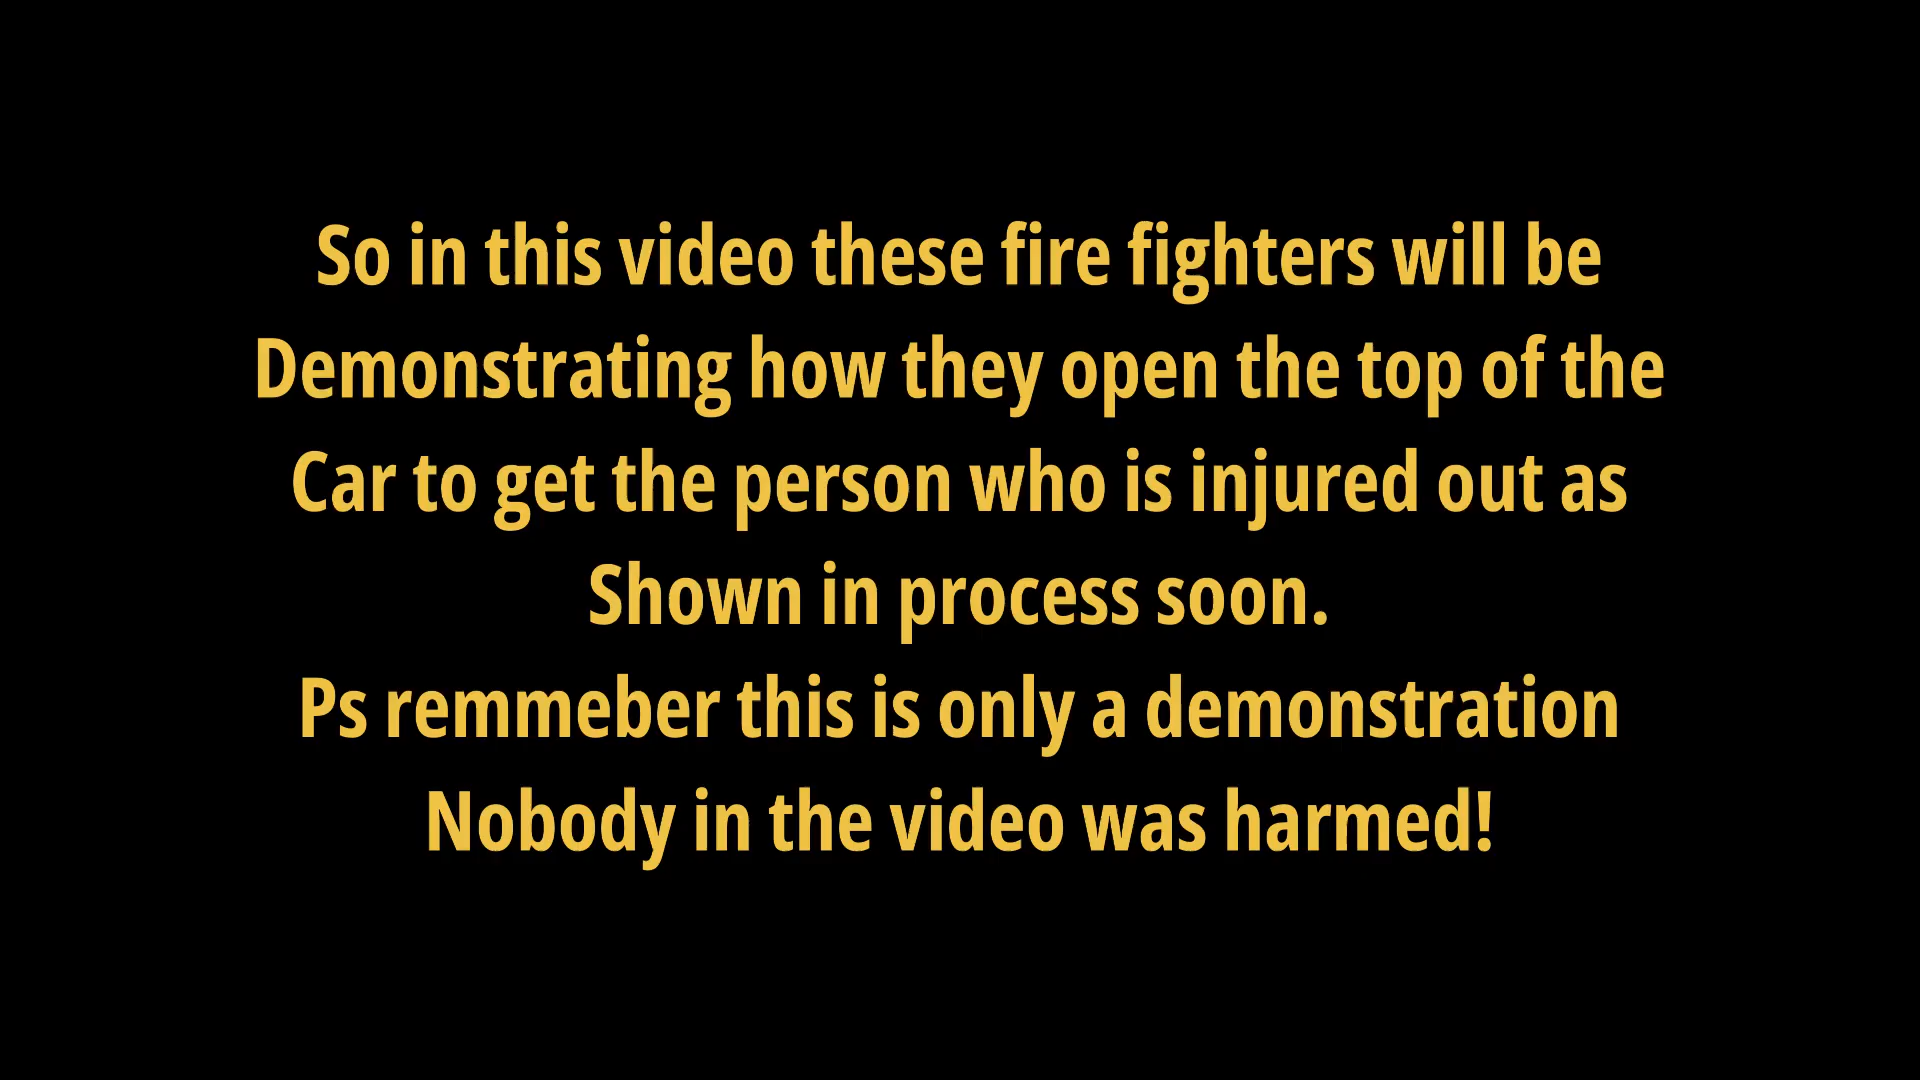 So in this video these fire fighters will be
Demonstrating how they open the top of the
Car to get the person who is injured out as
Shown in process soon.
Ps remmeber this is only a demonstration
Nobody in the video was harmed!